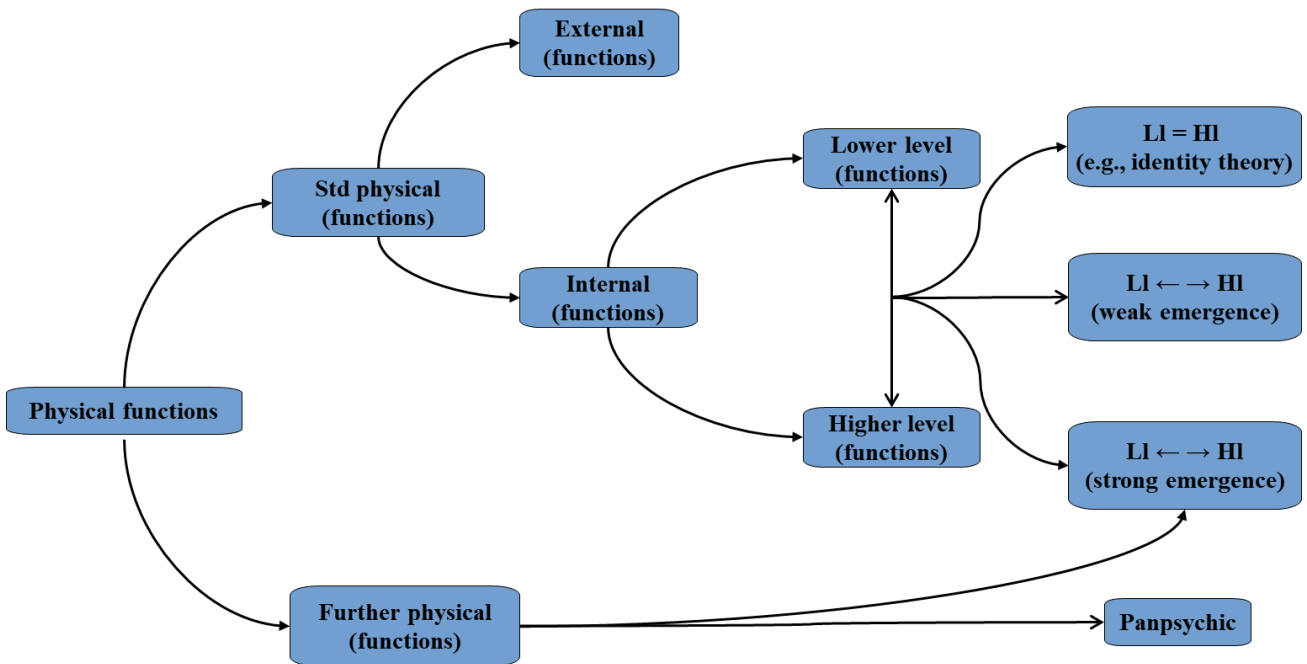 External
(functions)
Lower level
(functions)
Ll = Hl
(e.g., identity theory)
Std physical
(functions)
Internal
(functions)
Ll ← → Hl
(weak emergence)
Physical functions
Higher level
(functions)
Ll ← → Hl
(strong emergence)
Further physical
(functions)
Panpsychic